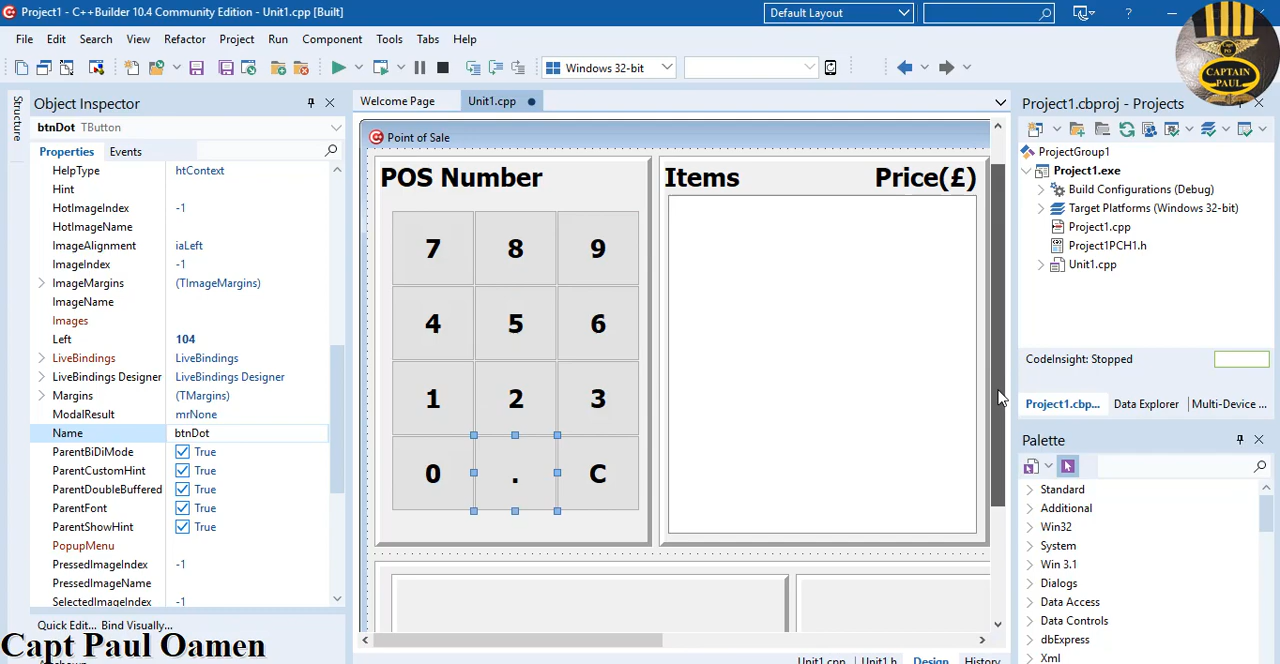 Project1 - C++Builder 10.4 Community Edition - Unit1.cpp [Built]
Default Layout
?
File Edit Search View Refactor Project Run Component Tools Tabs Help
Windows 32-bit
Capt PO
CAPTAIN
PAUL
Structure
Object Inspector
btnDot TButton
Properties Events
HelpType htContext
Hint
HotImageIndex -1
HotImageName
ImageAlignment iaLeft
ImageIndex -1
ImageMargins (TImageMargins)
ImageName
Images
Left 104
LiveBindings LiveBindings
LiveBindings Designer LiveBindings Designer
Margins (TMargins)
ModalResult mrNone
Name btnDot
ParentBiDiMode True
ParentCustomHint True
ParentDoubleBuffered True
ParentFont True
ParentShowHint True
PopupMenu
PressedImageIndex -1
PressedImageName
SelectedImageIndex -1
Quick Edit... Bind Visually...
Capt Paul Oamen
Welcome Page Unit1.cpp
Point of Sale
POS Number
7 8 9
4 5 6
1 2 3
0 . C
Items Price(£)
Unit1.cpp Unit1.h Design History
Project1.cbproj - Projects
ProjectGroup1
Project1.exe
Build Configurations (Debug)
Target Platforms (Windows 32-bit)
Project1.cpp
Project1PCH1.h
Unit1.cpp
CodeInsight: Stopped
Project1.cbp... Data Explorer Multi-Device ...
Palette
Standard
Additional
Win32
System
Win 3.1
Dialogs
Data Access
Data Controls
dbExpress
Xml